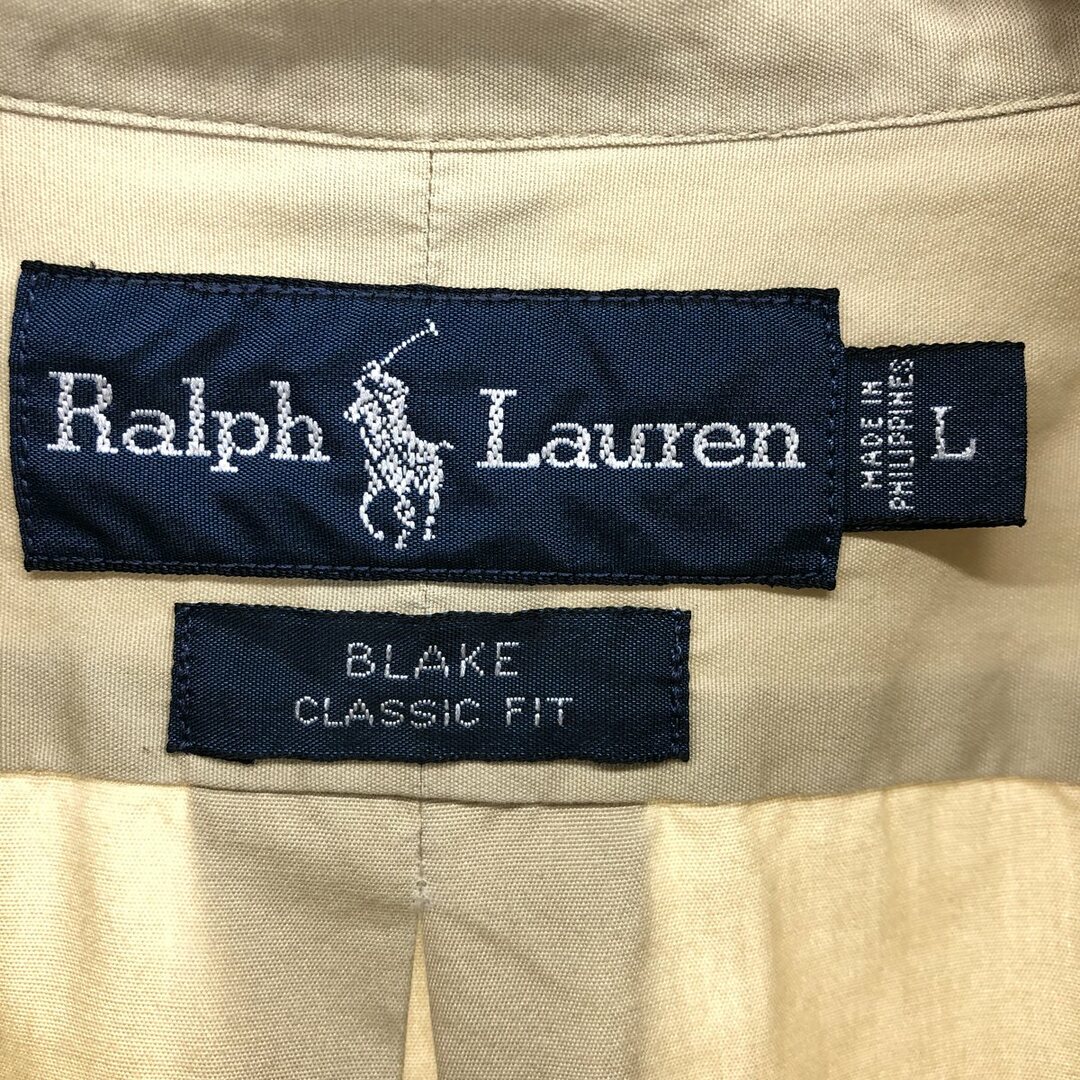 Ralph Lauren
MADE IN
PHILIPPINES
L
BLAKE
CLASSIC FIT